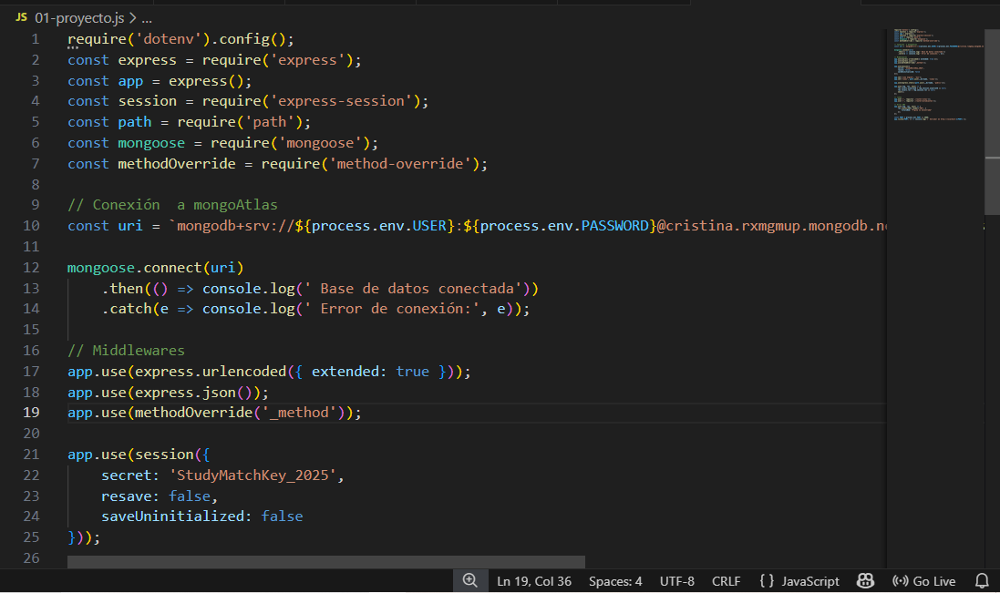 JS 01-proyecto.js > ...
1 require('dotenv').config();
2 const express = require('express');
3 const app = express();
4 const session = require('express-session');
5 const path = require('path');
6 const mongoose = require('mongoose');
7 const methodOverride = require('method-override');
8
9 // Conexión  a mongoAtlas
10 const uri = `mongodb+srv://${process.env.USER}:${process.env.PASSWORD}@cristina.rxmgmup.mongodb.ne
11
12 mongoose.connect(uri)
13     .then(() => console.log(' Base de datos conectada'))
14     .catch(e => console.log(' Error de conexión:', e));
15
16 // Middlewares
17 app.use(express.urlencoded({ extended: true }));
18 app.use(express.json());
19 app.use(methodOverride('_method'));
20
21 app.use(session({
22     secret: 'StudyMatchKey_2025',
23     resave: false,
24     saveUninitialized: false
25 }));
26
Ln 19, Col 36 Spaces: 4 UTF-8 CRLF { } JavaScript Go Live